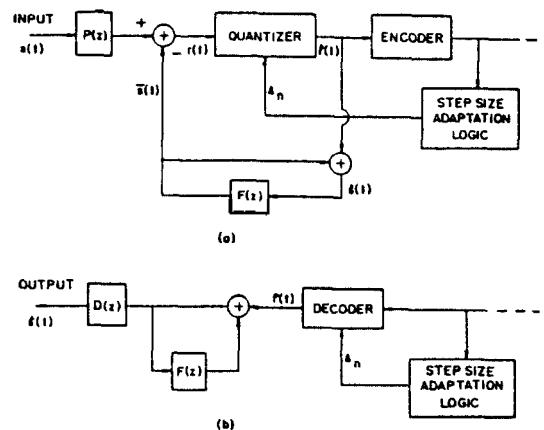 INPUT
s(t)
P(z)
+
+
−
r(t)
QUANTIZER
r̂(t)
ENCODER
s̅(t)
Δn
STEP SIZE
ADAPTATION
LOGIC
+
F(z)
ŝ(t)
(a)
OUTPUT
ŝ(t)
D(z)
+
r̂(t)
DECODER
F(z)
Δn
STEP SIZE
ADAPTATION
LOGIC
(b)